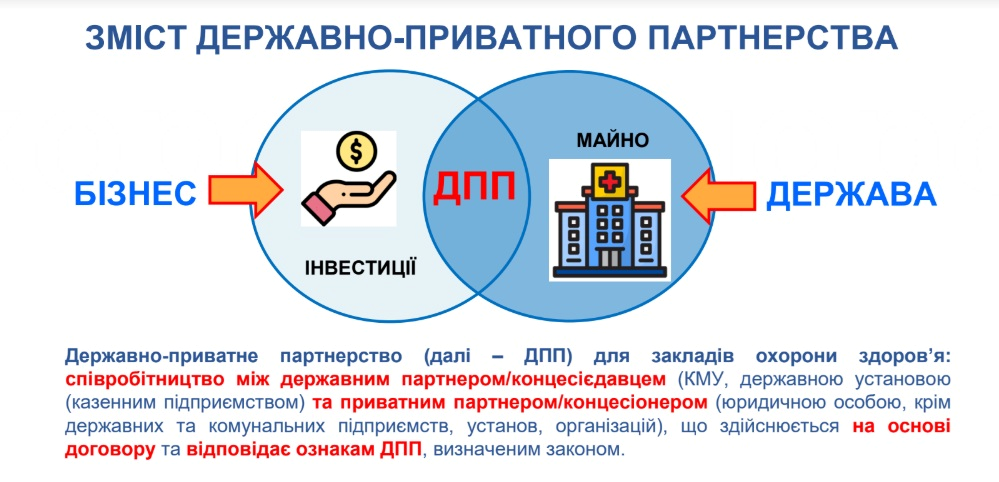 ЗМІСТ ДЕРЖАВНО-ПРИВАТНОГО ПАРТНЕРСТВА
БІЗНЕС
$
ІНВЕСТИЦІЇ
ДПП
МАЙНО
ДЕРЖАВА
Державно-приватне партнерство (далі – ДПП) для закладів охорони здоров’я:
співробітництво між державним партнером/концесієдавцем (КМУ, державною установою
(казенним підприємством) та приватним партнером/концесіонером (юридичною особою, крім
державних та комунальних підприємств, установ, організацій), що здійснюється на основі
договору та відповідає ознакам ДПП, визначеним законом.